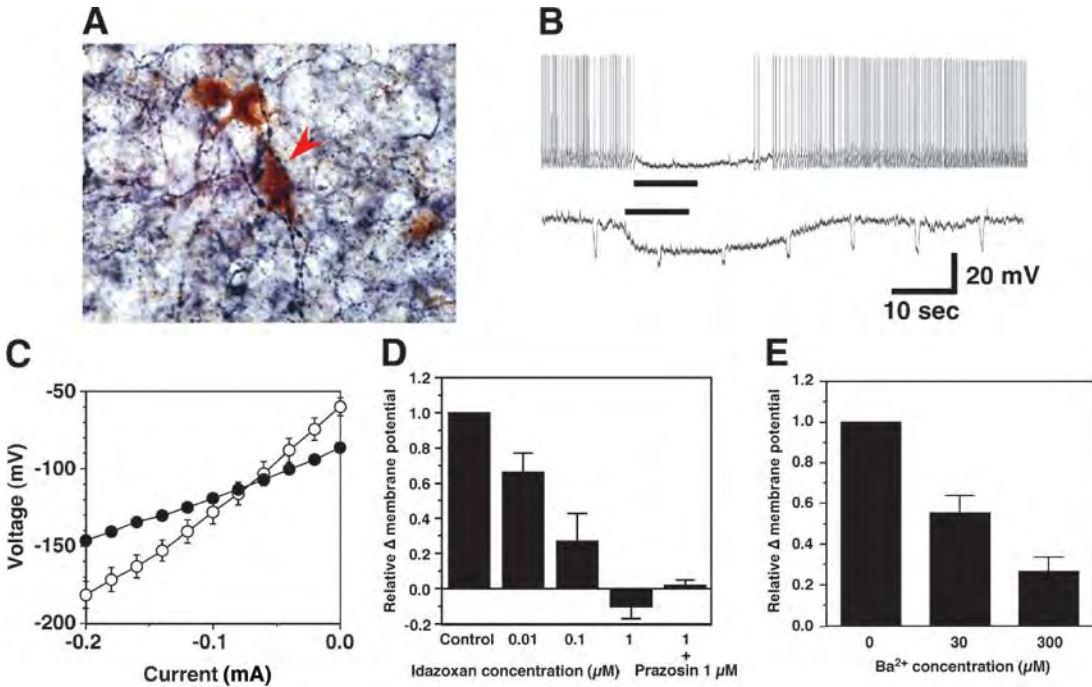 A
B
20 mV
10 sec
C
-50
-100
-150
-200
Voltage (mV)
-0.2
-0.1
0.0
Current (mA)
D
1.2
1.0
0.8
0.6
0.4
0.2
0.0
-0.2
Relative Δ membrane potential
Control
0.01
0.1
1
1
+
Idazoxan concentration (μM)
Prazosin 1 μM
E
1.2
1.0
0.8
0.6
0.4
0.2
0
Relative Δ membrane potential
0
30
300
Ba²⁺ concentration (μM)